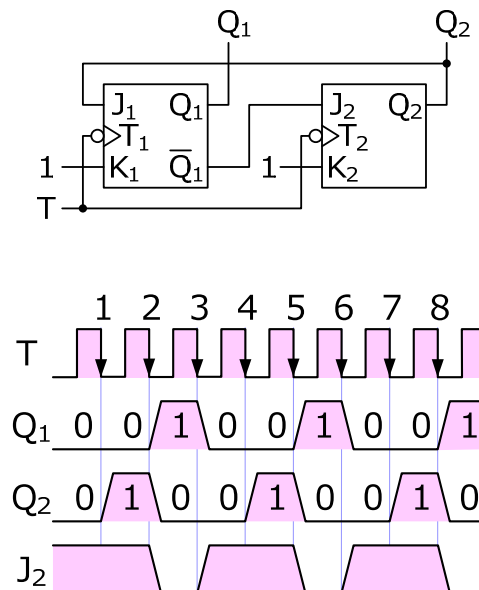 Q1 Q2
J1 Q1 J2 Q2
T1 T2
1 K1 Q̅1 1 K2
T
1 2 3 4 5 6 7 8
T
Q1 0 0 1 0 0 1 0 0 1
Q2 0 1 0 0 1 0 0 1 0
J2